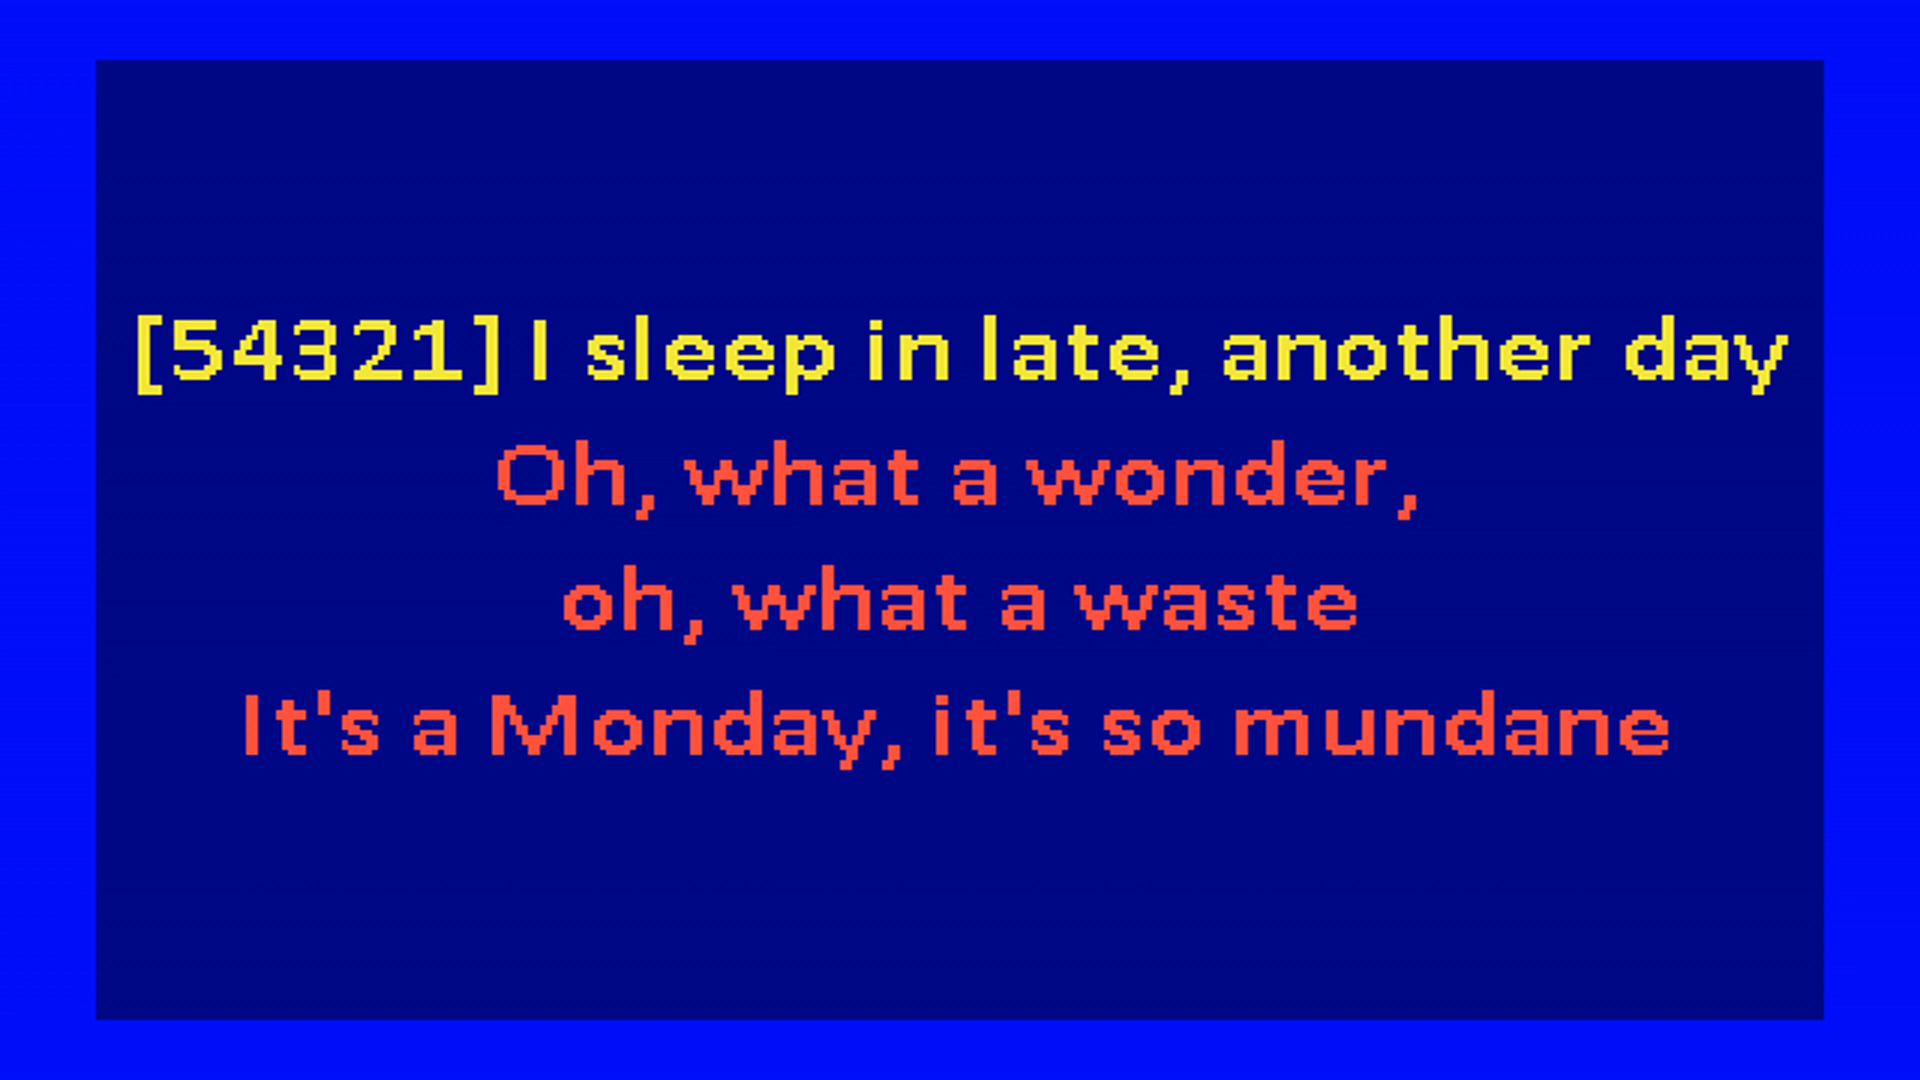 [54321] I sleep in late, another day
Oh, what a wonder,
oh, what a waste
It's a Monday, it's so mundane